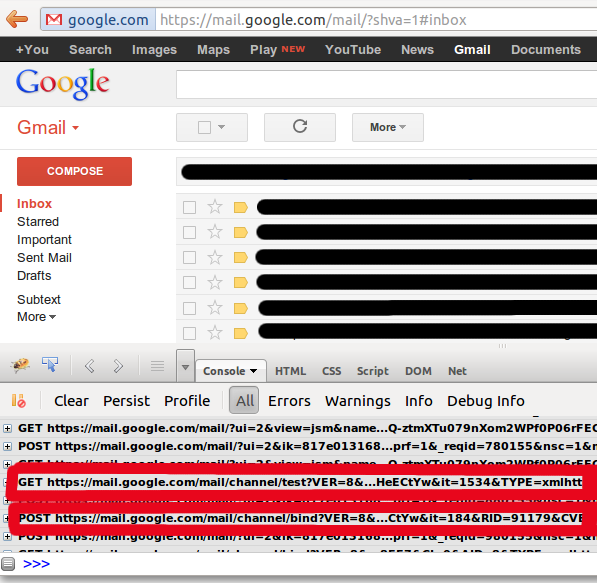 google.com https://mail.google.com/mail/?shva=1#inbox
+You Search Images Maps Play NEW YouTube News Gmail Documents
Google
Gmail
More
COMPOSE
Inbox
Starred
Important
Sent Mail
Drafts
Subtext
More
Console HTML CSS Script DOM Net
Clear Persist Profile All Errors Warnings Info Debug Info
GET https://mail.google.com/mail/?ui=2&view=jsm&name...Q-ztmXTu079nXom2WPf0P06rFEC
POST https://mail.google.com/mail/?ui=2&ik=817e013168...prf=1&_reqid=780155&nsc=1&
GET https://mail.google.com/mail/channel/test?VER=8&...HeECtYw&it=1534&TYPE=xmlhtt
POST https://mail.google.com/mail/channel/bind?VER=8&...CtYw&it=184&RID=91179&CVE
>>>